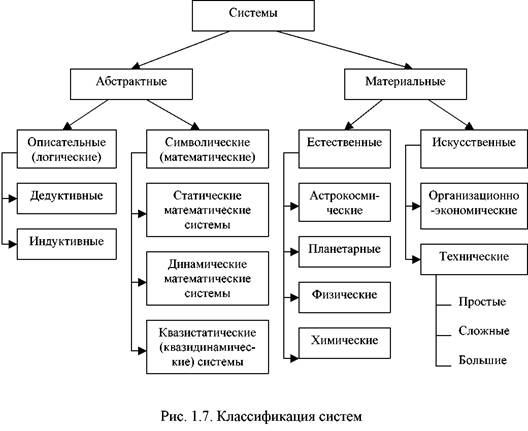 Системы
Абстрактные
Материальные
Описательные
(логические)
Символические
(математические)
Естественные
Искусственные
Дедуктивные
Индуктивные
Статические
математические
системы
Динамические
математические
системы
Квазистатические
(квазидинамичес-
кие) системы
Астрокосми-
ческие
Планетарные
Физические
Химические
Организационно
-экономические
Технические
Простые
Сложные
Большие
Рис. 1.7. Классификация систем